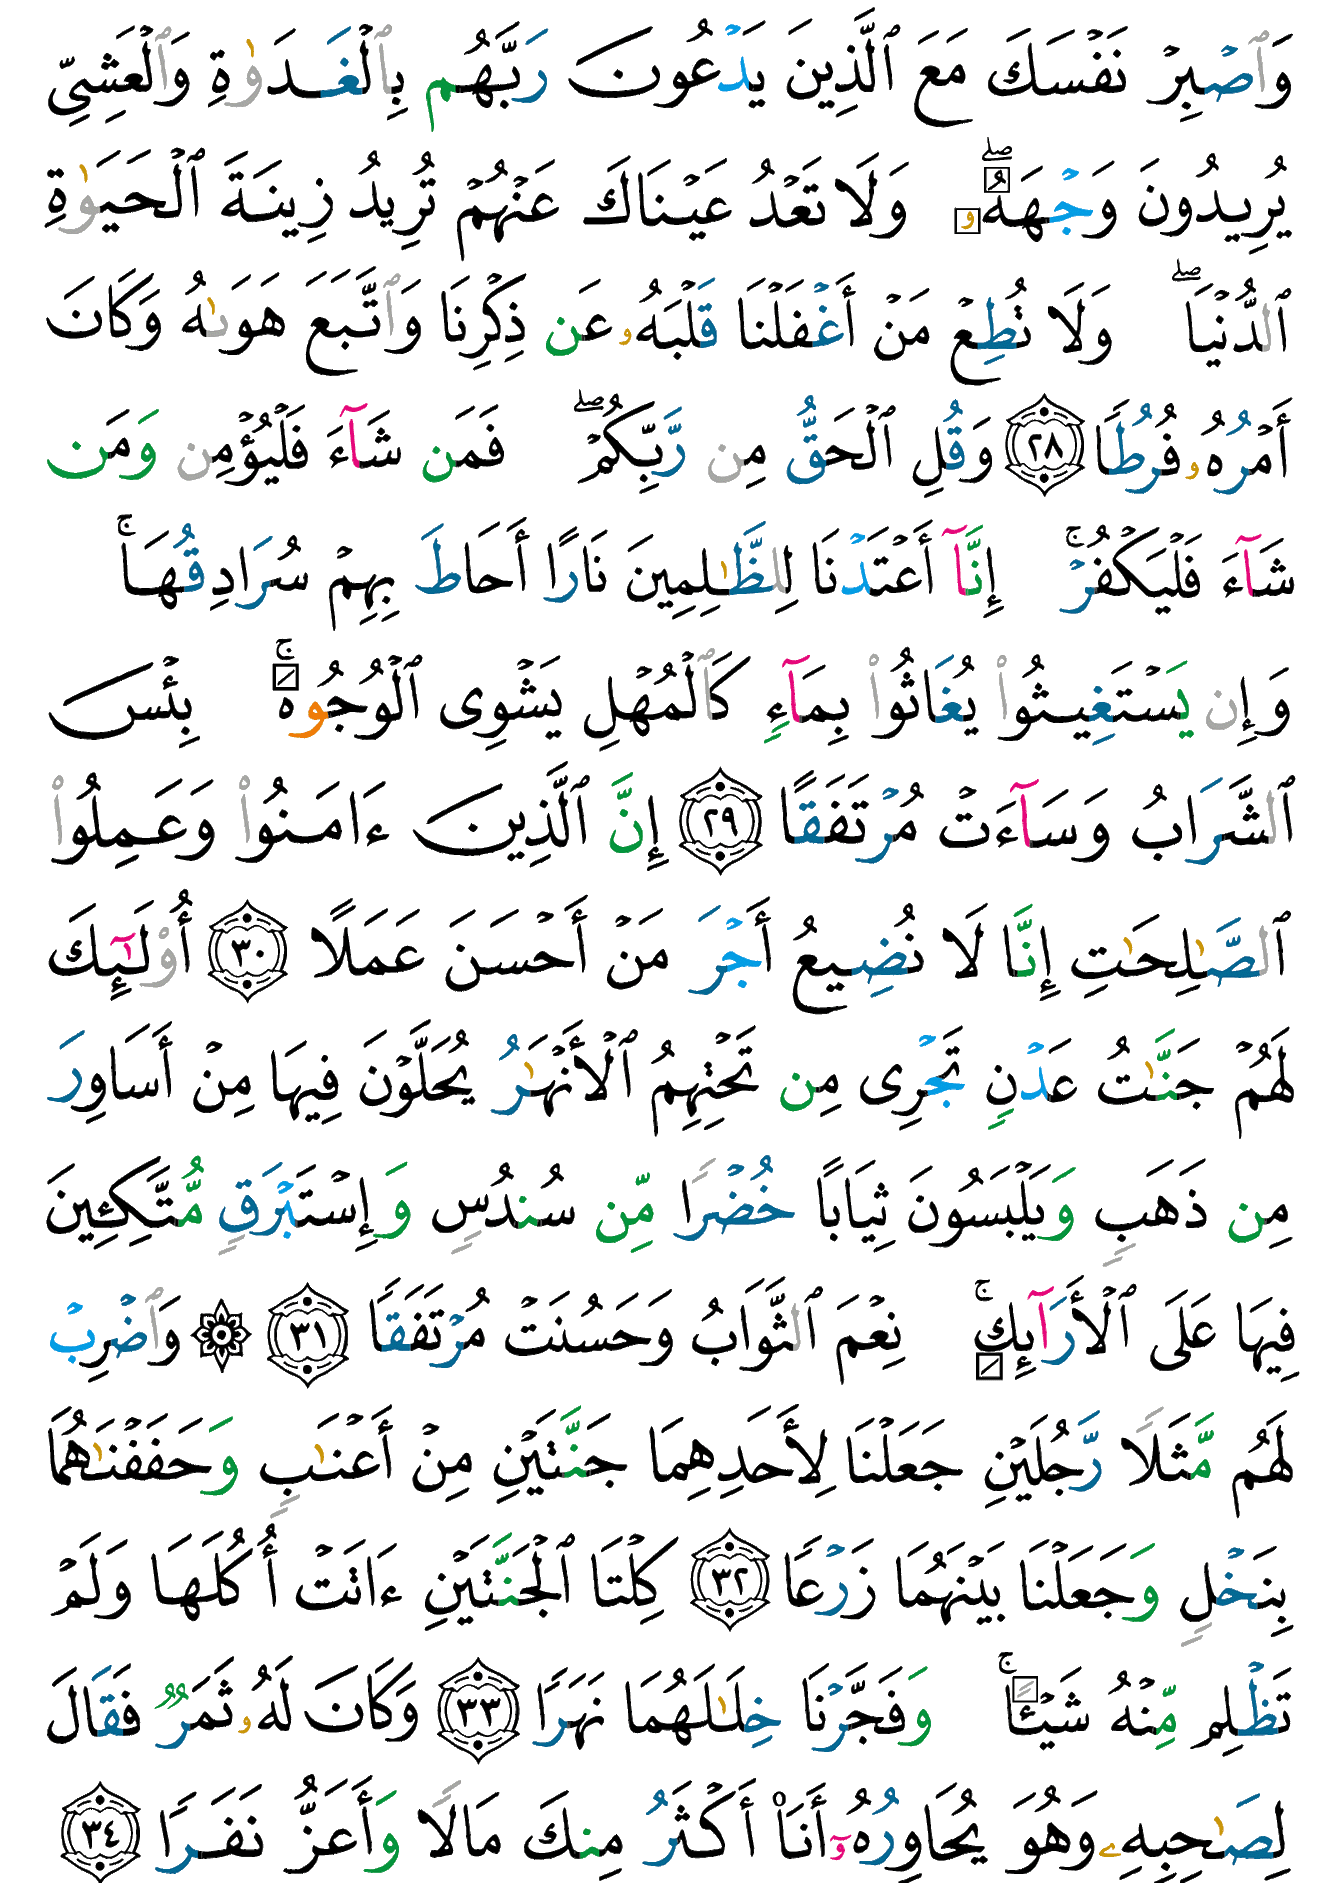 وَٱصۡبِرۡ نَفۡسَكَ مَعَ ٱلَّذِينَ يَدۡعُونَ رَبَّهُم بِٱلۡغَدَوٰةِ وَٱلۡعَشِيِّ
يُرِيدُونَ وَجۡهَهُۥۖ وَلَا تَعۡدُ عَيۡنَاكَ عَنۡهُمۡ تُرِيدُ زِينَةَ ٱلۡحَيَوٰةِ
ٱلدُّنۡيَاۖ وَلَا تُطِعۡ مَنۡ أَغۡفَلۡنَا قَلۡبَهُۥ عَن ذِكۡرِنَا وَٱتَّبَعَ هَوَىٰهُ وَكَانَ
أَمۡرُهُۥ فُرُطٗا ٢٨ وَقُلِ ٱلۡحَقُّ مِن رَّبِّكُمۡۖ فَمَن شَآءَ فَلۡيُؤۡمِن وَمَن
شَآءَ فَلۡيَكۡفُرۡۚ إِنَّآ أَعۡتَدۡنَا لِلظَّٰلِمِينَ نَارًا أَحَاطَ بِهِمۡ سُرَادِقُهَاۚ
وَإِن يَسۡتَغِيثُواْ يُغَاثُواْ بِمَآءٖ كَٱلۡمُهۡلِ يَشۡوِي ٱلۡوُجُوهَۚ بِئۡسَ
ٱلشَّرَابُ وَسَآءَتۡ مُرۡتَفَقًا ٢٩ إِنَّ ٱلَّذِينَ ءَامَنُواْ وَعَمِلُواْ
ٱلصَّٰلِحَٰتِ إِنَّا لَا نُضِيعُ أَجۡرَ مَنۡ أَحۡسَنَ عَمَلًا ٣٠ أُوْلَٰٓئِكَ
لَهُمۡ جَنَّٰتُ عَدۡنٖ تَجۡرِي مِن تَحۡتِهِمُ ٱلۡأَنۡهَٰرُ يُحَلَّوۡنَ فِيهَا مِنۡ أَسَاوِرَ
مِن ذَهَبٖ وَيَلۡبَسُونَ ثِيَابًا خُضۡرٗا مِّن سُندُسٖ وَإِسۡتَبۡرَقٖ مُّتَّكِـِٔينَ
فِيهَا عَلَى ٱلۡأَرَآئِكِۚ نِعۡمَ ٱلثَّوَابُ وَحَسُنَتۡ مُرۡتَفَقٗا ٣١ ۞ وَٱضۡرِبۡ
لَهُم مَّثَلٗا رَّجُلَيۡنِ جَعَلۡنَا لِأَحَدِهِمَا جَنَّتَيۡنِ مِنۡ أَعۡنَٰبٖ وَحَفَفۡنَٰهُمَا
بِنَخۡلٖ وَجَعَلۡنَا بَيۡنَهُمَا زَرۡعٗا ٣٢ كِلۡتَا ٱلۡجَنَّتَيۡنِ ءَاتَتۡ أُكُلَهَا وَلَمۡ
تَظۡلِم مِّنۡهُ شَيۡـٔٗاۚ وَفَجَّرۡنَا خِلَٰلَهُمَا نَهَرٗا ٣٣ وَكَانَ لَهُۥ ثَمَرٞ فَقَالَ
لِصَٰحِبِهِۦ وَهُوَ يُحَاوِرُهُۥٓ أَنَا۠ أَكۡثَرُ مِنكَ مَالٗا وَأَعَزُّ نَفَرٗا ٣٤